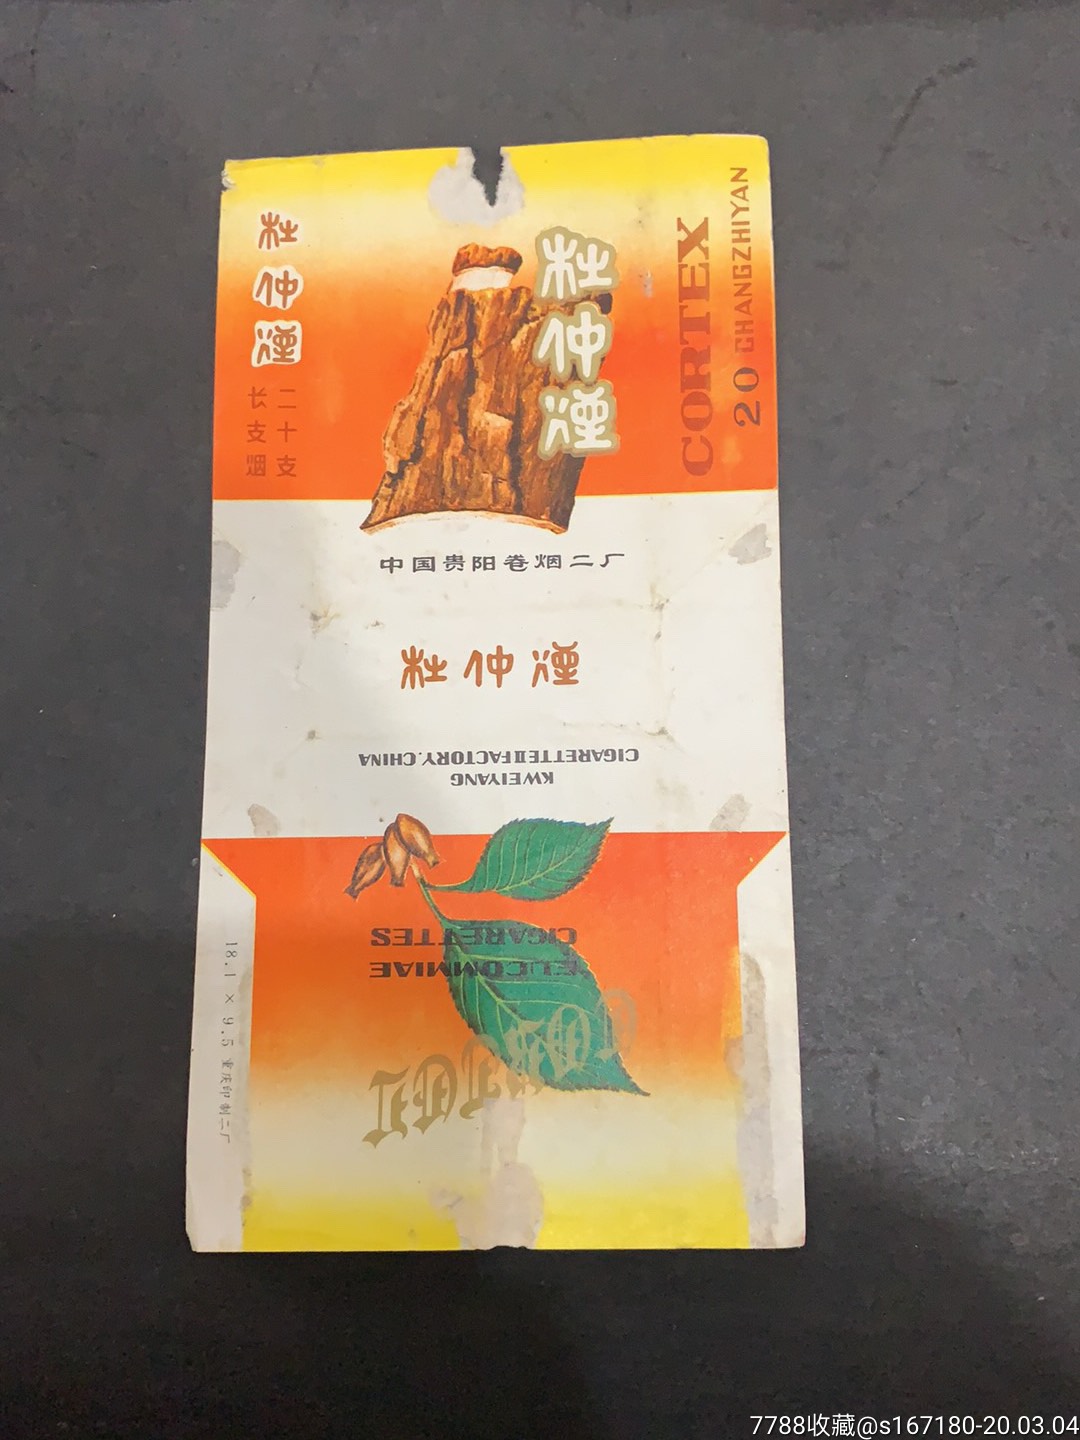 杜仲烟
二十支
长支烟
杜仲烟
CORTEX
20 CHANGZHIYAN
中国贵阳卷烟二厂
杜仲烟
KWEIYANG
CIGARETTE II FACTORY.CHINA
EUCOMMIAE
CIGARETTES
18.1 × 9.5 重庆印制二厂
7788收藏@s167180-20.03.04